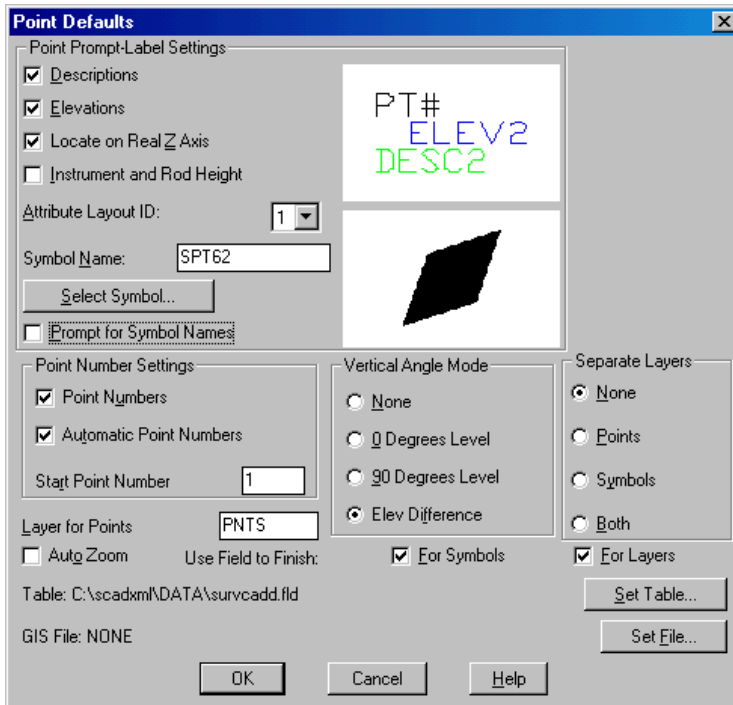 Point Defaults
Point Prompt-Label Settings
Descriptions
Elevations
Locate on Real Z Axis
Instrument and Rod Height
Attribute Layout ID: 1
Symbol Name: SPT62
Select Symbol...
Prompt for Symbol Names
PT#
ELEV2
DESC2
Point Number Settings
Point Numbers
Automatic Point Numbers
Start Point Number 1
Vertical Angle Mode
None
0 Degrees Level
90 Degrees Level
Elev Difference
Separate Layers
None
Points
Symbols
Both
Layer for Points PNTS
Auto Zoom Use Field to Finish: For Symbols For Layers
Table: C:\scadxml\DATA\survcadd.fld Set Table...
GIS File: NONE Set File...
OK Cancel Help